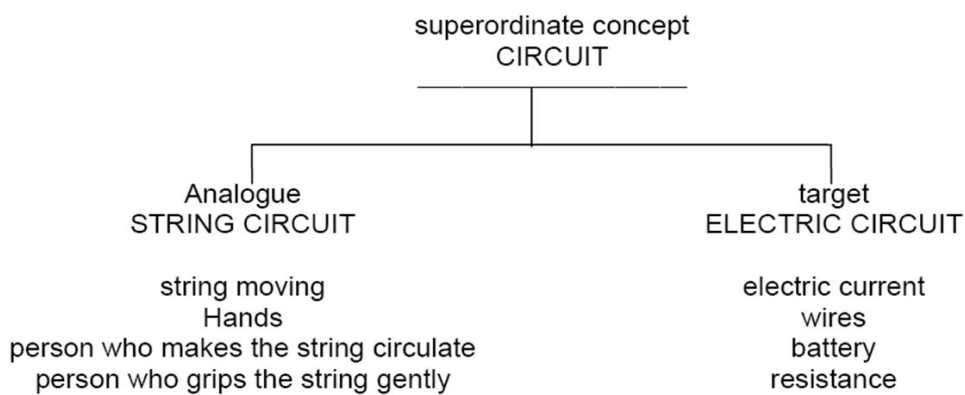 superordinate concept
CIRCUIT
Analogue
STRING CIRCUIT
string moving
Hands
person who makes the string circulate
person who grips the string gently
target
ELECTRIC CIRCUIT
electric current
wires
battery
resistance